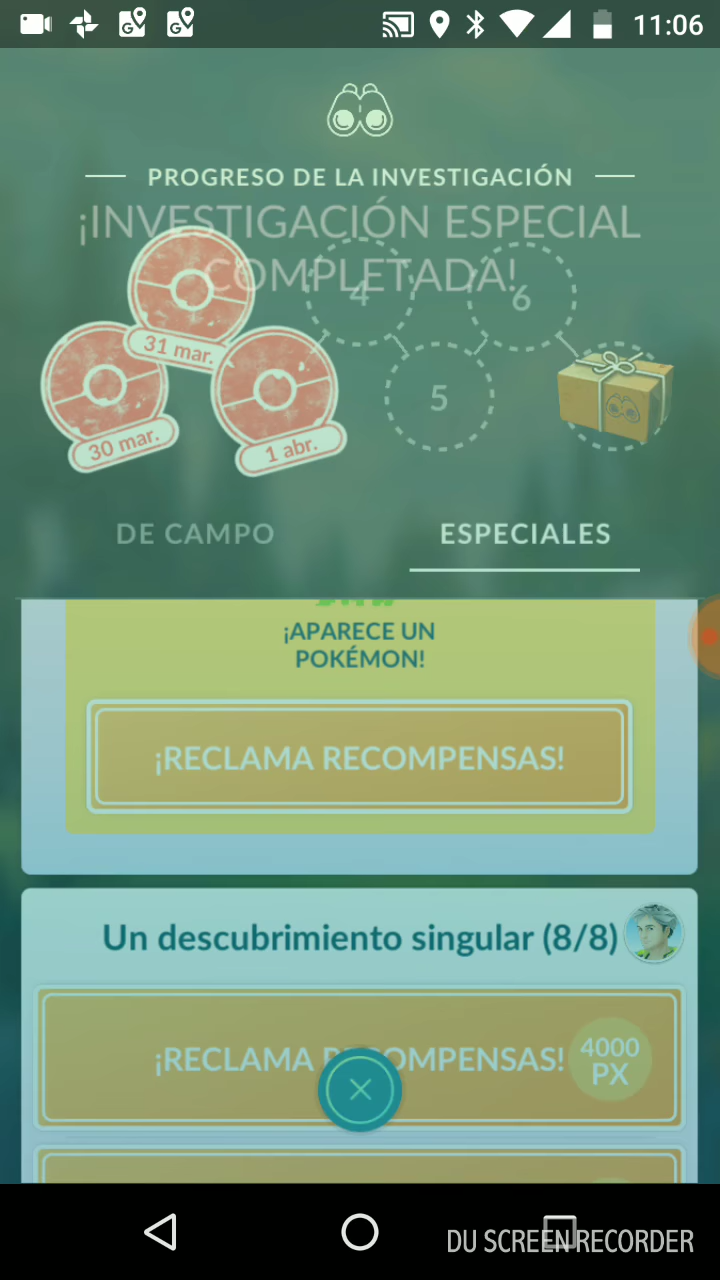 11:06
PROGRESO DE LA INVESTIGACIÓN
¡INVESTIGACIÓN ESPECIAL
COMPLETADA!
4
6
31 mar.
5
30 mar.
1 abr.
DE CAMPO
ESPECIALES
¡APARECE UN
POKÉMON!
¡RECLAMA RECOMPENSAS!
Un descubrimiento singular (8/8)
¡RECLAMA RECOMPENSAS!
4000
PX
DU SCREEN RECORDER